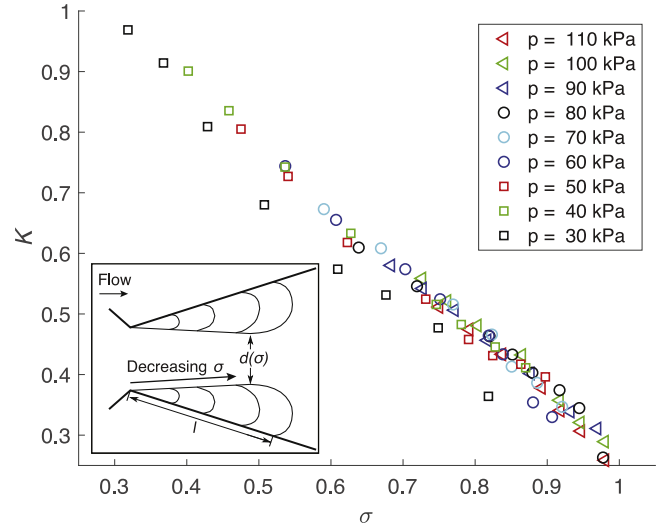 1
0.9
0.8
0.7
0.6
0.5
0.4
0.3
K
0.3 0.4 0.5 0.6 0.7 0.8 0.9 1
σ
p = 110 kPa
p = 100 kPa
p = 90 kPa
p = 80 kPa
p = 70 kPa
p = 60 kPa
p = 50 kPa
p = 40 kPa
p = 30 kPa
Flow
Decreasing σ
d(σ)
l